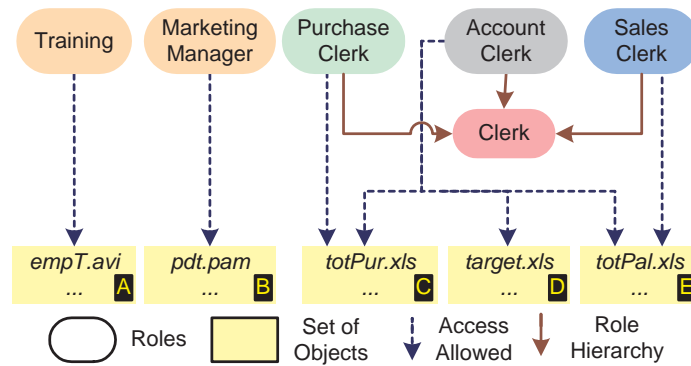 Training
Marketing
Manager
Purchase
Clerk
Account
Clerk
Sales
Clerk
Clerk
empT.avi
...
A
pdt.pam
...
B
totPur.xls
...
C
target.xls
...
D
totPal.xls
...
E
Roles
Set of
Objects
Access
Allowed
Role
Hierarchy